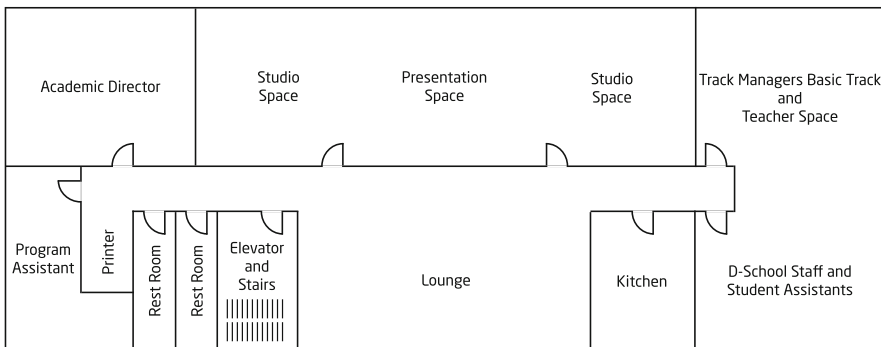 Academic Director
Studio
Space
Presentation
Space
Studio
Space
Track Managers Basic Track
and
Teacher Space
Program
Assistant
Printer
Rest Room
Rest Room
Elevator
and
Stairs
Lounge
Kitchen
D-School Staff and
Student Assistants